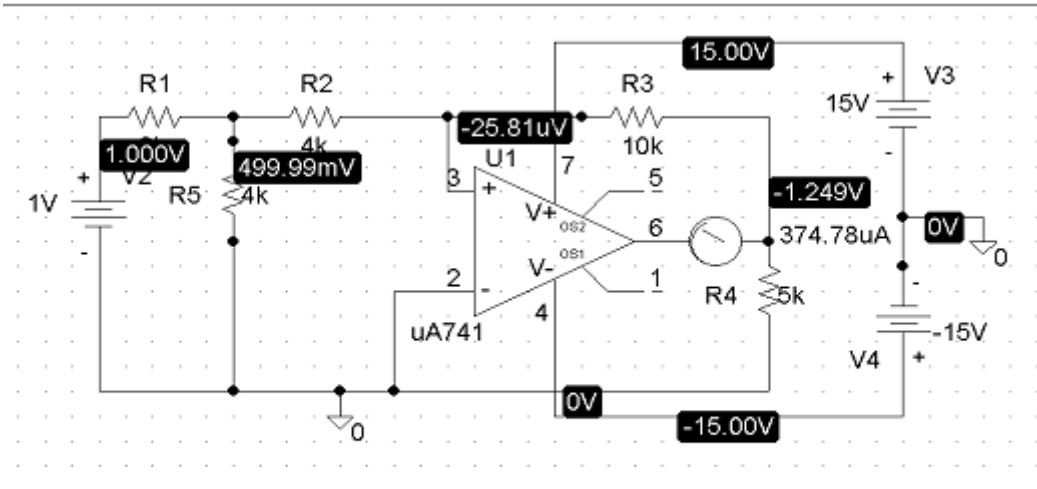 15.00V
R1
R2
R3
+
V3
15V
-25.81uV
4k
10k
-
1.000V
V2
499.99mV
U1
7
+
1V
R5
4k
3
+
5
-1.249V
V+
OS2
6
374.78uA
0V
0
-
OS1
V-
2
-
1
R4
5k
-
4
uA741
-15V
V4
+
0V
0
-15.00V